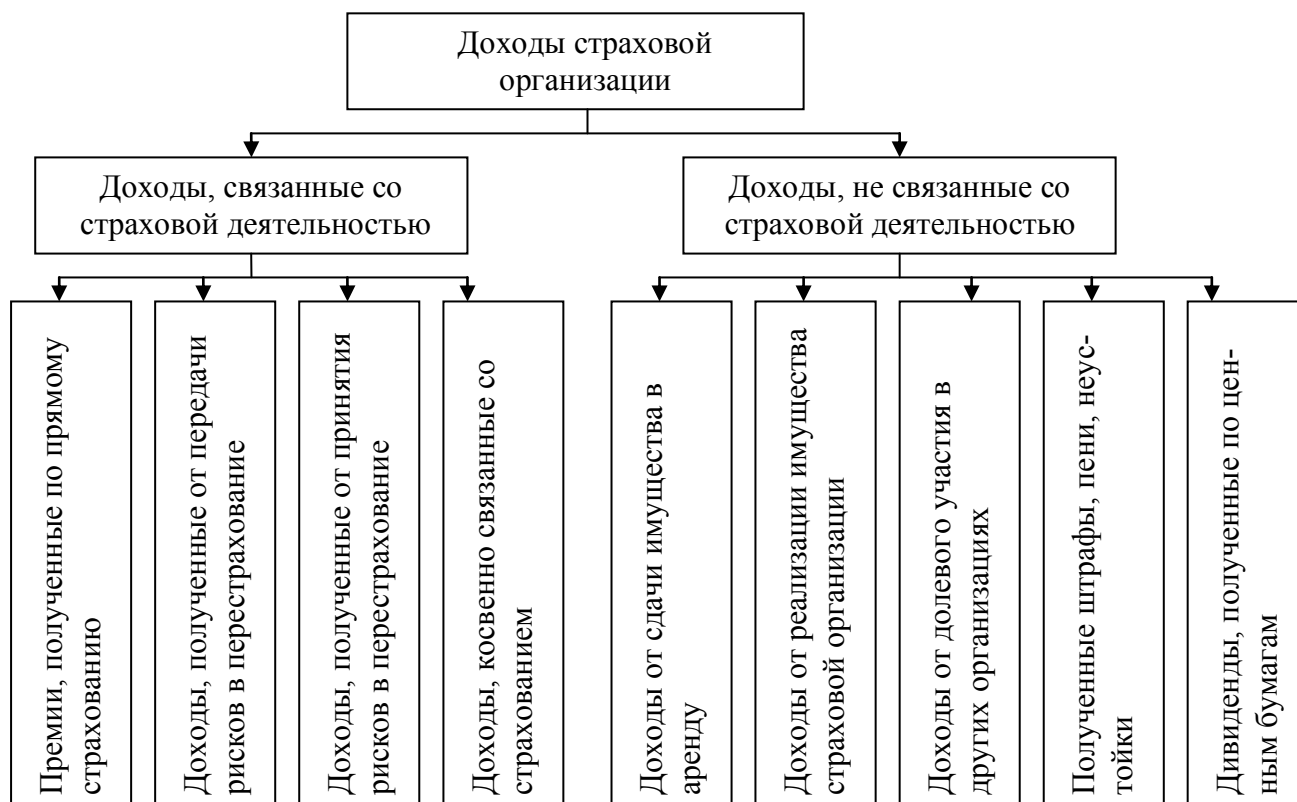 Доходы страховой
организации
Доходы, связанные со
страховой деятельностью
Доходы, не связанные со
страховой деятельностью
Премии, полученные по прямому
страхованию
Доходы, полученные от передачи
рисков в перестрахование
Доходы, полученные от принятия
рисков в перестрахование
Доходы, косвенно связанные со
страхованием
Доходы от сдачи имущества в
аренду
Доходы от реализации имущества
страховой организации
Доходы от долевого участия в
других организациях
Полученные штрафы, пени, неус-
тойки
Дивиденды, полученные по цен-
ным бумагам